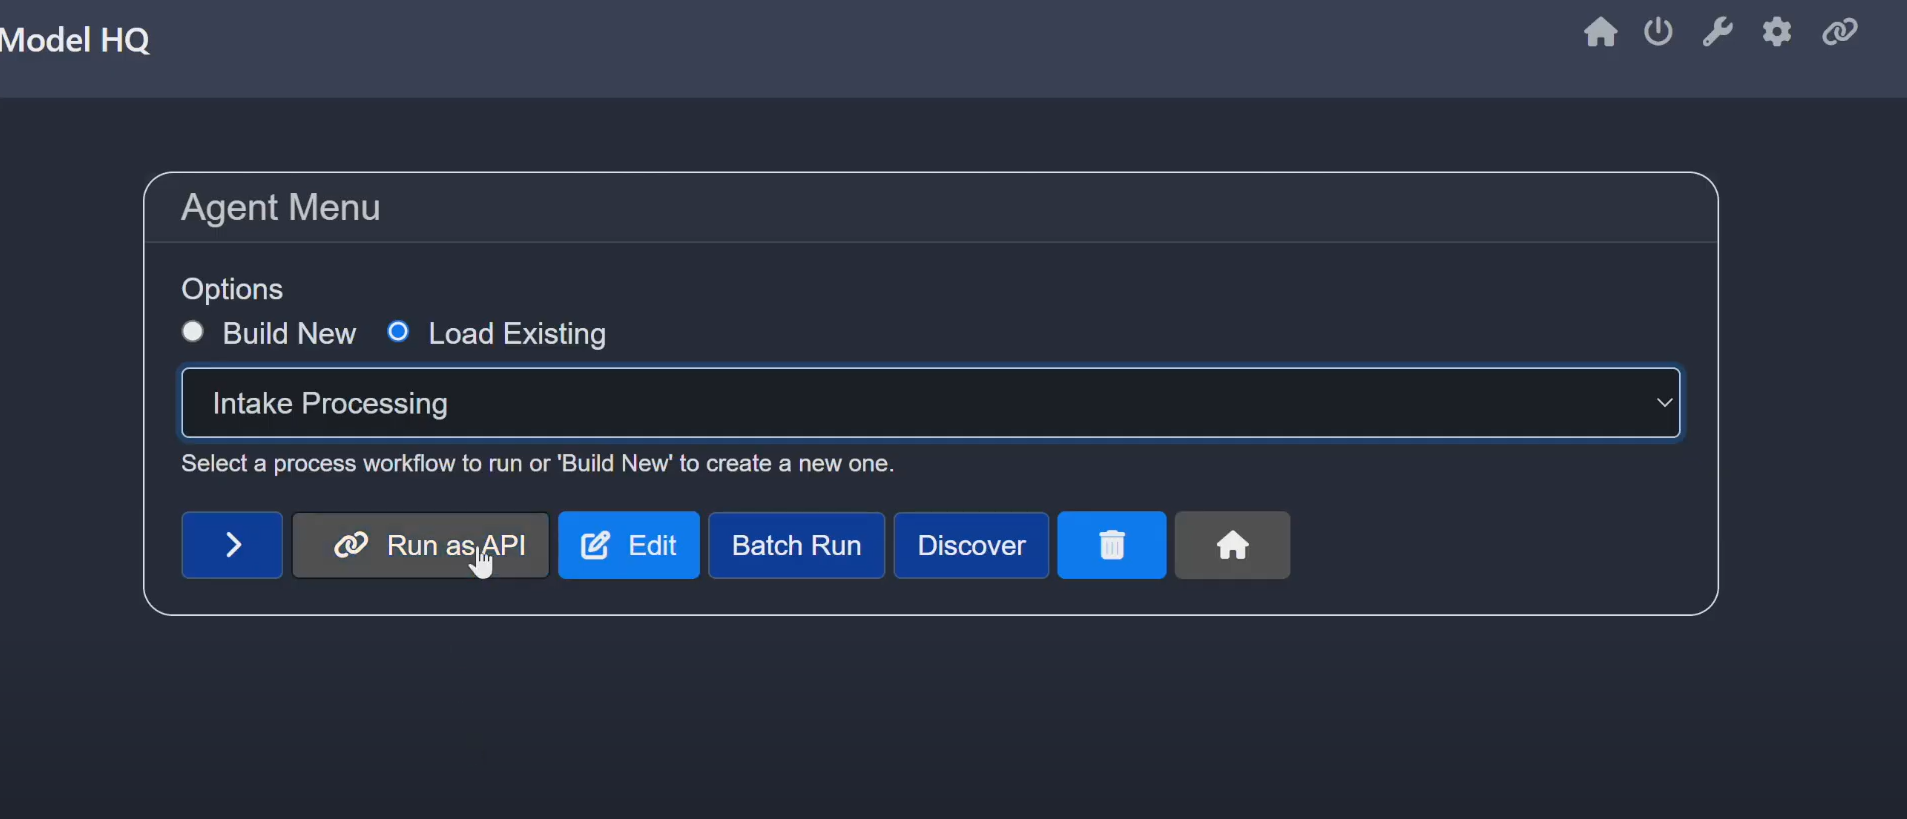 Model HQ
Agent Menu
Options
Build New Load Existing
Intake Processing
Select a process workflow to run or 'Build New' to create a new one.
Run as API Edit Batch Run Discover